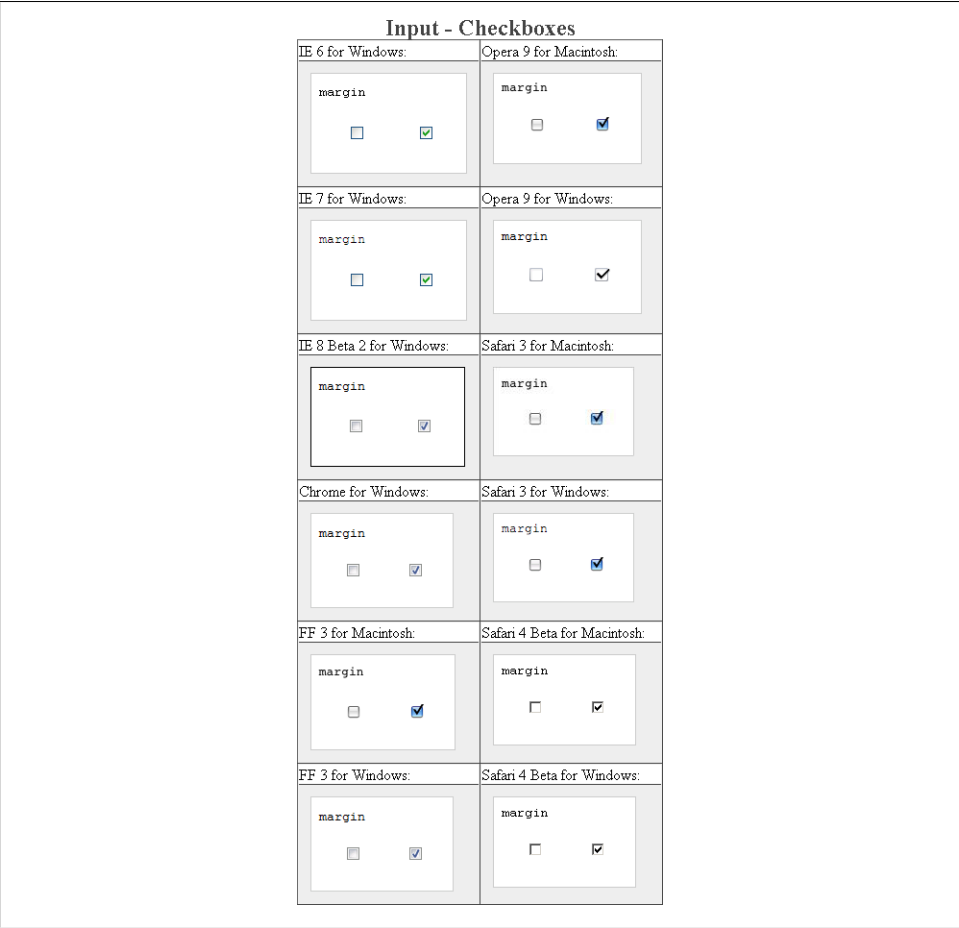 Input - Checkboxes
IE 6 for Windows:
Opera 9 for Macintosh:
margin
margin
IE 7 for Windows:
Opera 9 for Windows:
margin
margin
IE 8 Beta 2 for Windows:
Safari 3 for Macintosh:
margin
margin
Chrome for Windows:
Safari 3 for Windows:
margin
margin
FF 3 for Macintosh:
Safari 4 Beta for Macintosh:
margin
margin
FF 3 for Windows:
Safari 4 Beta for Windows:
margin
margin